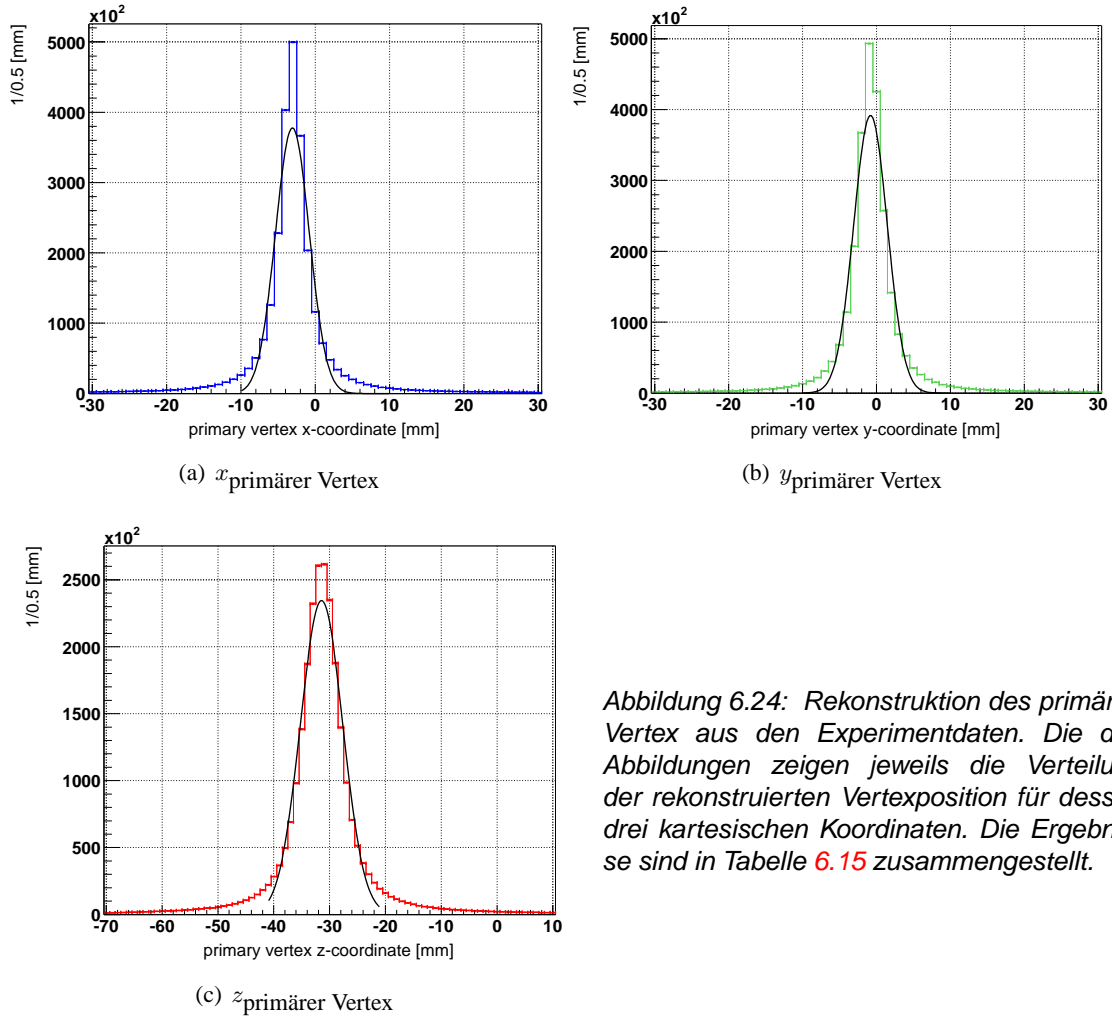 ×10²
1/0.5 [mm]
5000
4000
3000
2000
1000
0
-30 -20 -10 0 10 20 30
primary vertex x-coordinate [mm]
(a) xprimärer Vertex
×10²
1/0.5 [mm]
5000
4000
3000
2000
1000
0
-30 -20 -10 0 10 20 30
primary vertex y-coordinate [mm]
(b) yprimärer Vertex
×10²
1/0.5 [mm]
2500
2000
1500
1000
500
0
-70 -60 -50 -40 -30 -20 -10 0 10
primary vertex z-coordinate [mm]
(c) zprimärer Vertex
Abbildung 6.24: Rekonstruktion des primär
Vertex aus den Experimentdaten. Die d
Abbildungen zeigen jeweils die Verteilu
der rekonstruierten Vertexposition für dess
drei kartesischen Koordinaten. Die Ergebn
se sind in Tabelle 6.15 zusammengestellt.